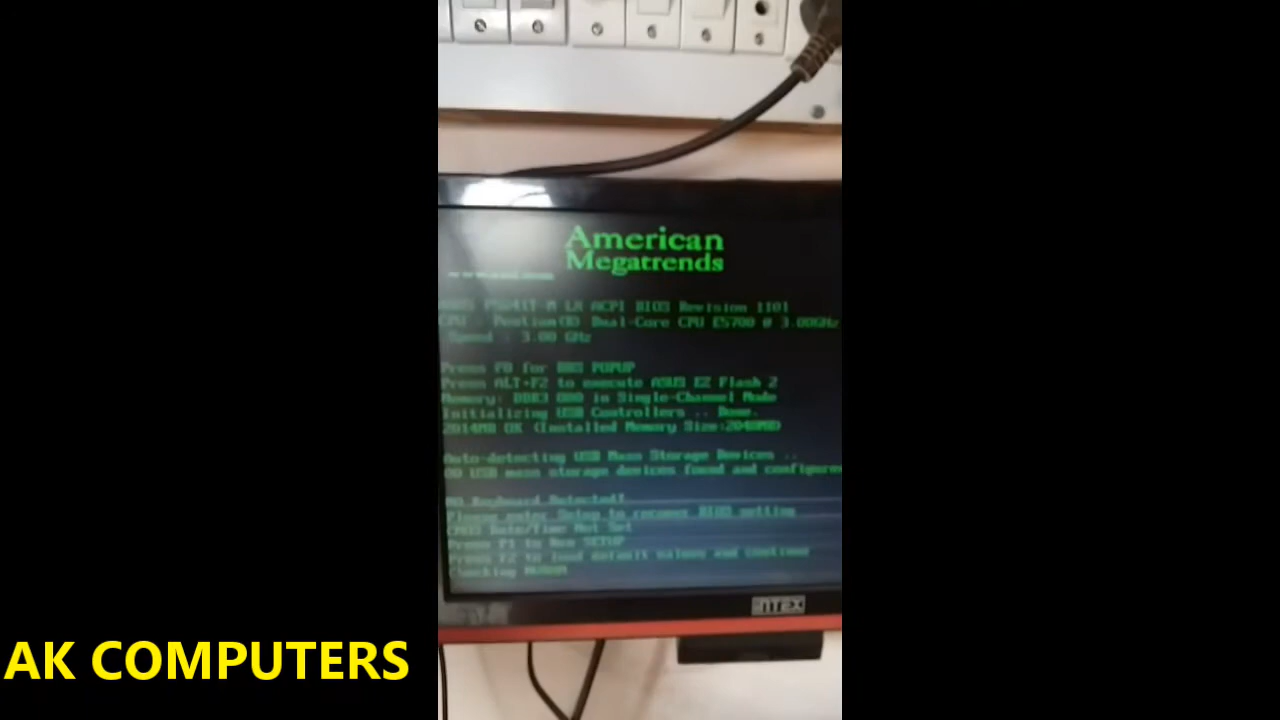 American
Megatrends
ASUS P5G41T-M LX ACPI BIOS Revision 1101
CPU : Pentium(R) Dual-Core CPU E5700 @ 3.00GHz
Speed : 3.00 GHz
Press F8 for BBS POPUP
Press ALT+F2 to execute ASUS EZ Flash 2
Memory: DDR3 800 in Single-Channel Mode
Initializing USB Controllers .. Done.
2014MB OK (Installed Memory Size:2048MB)
Auto-detecting USB Mass Storage Devices ..
00 USB mass storage devices found and configured
NO Keyboard Detected!
Please enter Setup to recover BIOS setting
CMOS Date/Time Not Set
Press F1 to Run SETUP
Press F2 to load default values and continue
Checking NVRAM
INTEX
AK COMPUTERS